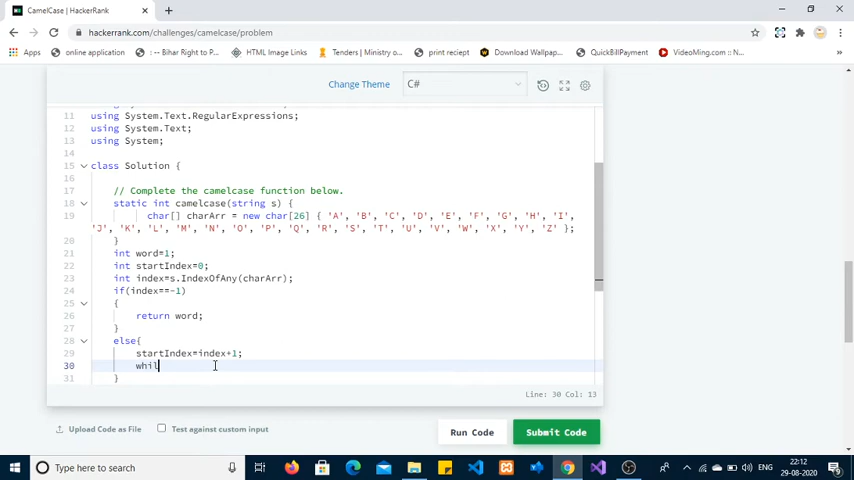 CamelCase | HackerRank
hackerrank.com/challenges/camelcase/problem
Apps online application : :-- Bihar Right to P... HTML Image Links Tenders | Ministry o... print reciept Download Wallpap... QuickBillPayment VideoMing.com :: N...
Change Theme C#
11 using System.Text.RegularExpressions;
12 using System.Text;
13 using System;
14
15 class Solution {
16
17 // Complete the camelcase function below.
18 static int camelcase(string s) {
19 char[] charArr = new char[26] { 'A', 'B', 'C', 'D', 'E', 'F', 'G', 'H', 'I',
'J', 'K', 'L', 'M', 'N', 'O', 'P', 'Q', 'R', 'S', 'T', 'U', 'V', 'W', 'X', 'Y', 'Z' };
20 }
21 int word=1;
22 int startIndex=0;
23 int index=s.IndexOfAny(charArr);
24 if(index==-1)
25 {
26 return word;
27 }
28 else{
29 startIndex=index+1;
30 whil
31 }
Line: 30 Col: 13
Upload Code as File Test against custom input Run Code Submit Code
Type here to search ENG 22:12
29-08-2020